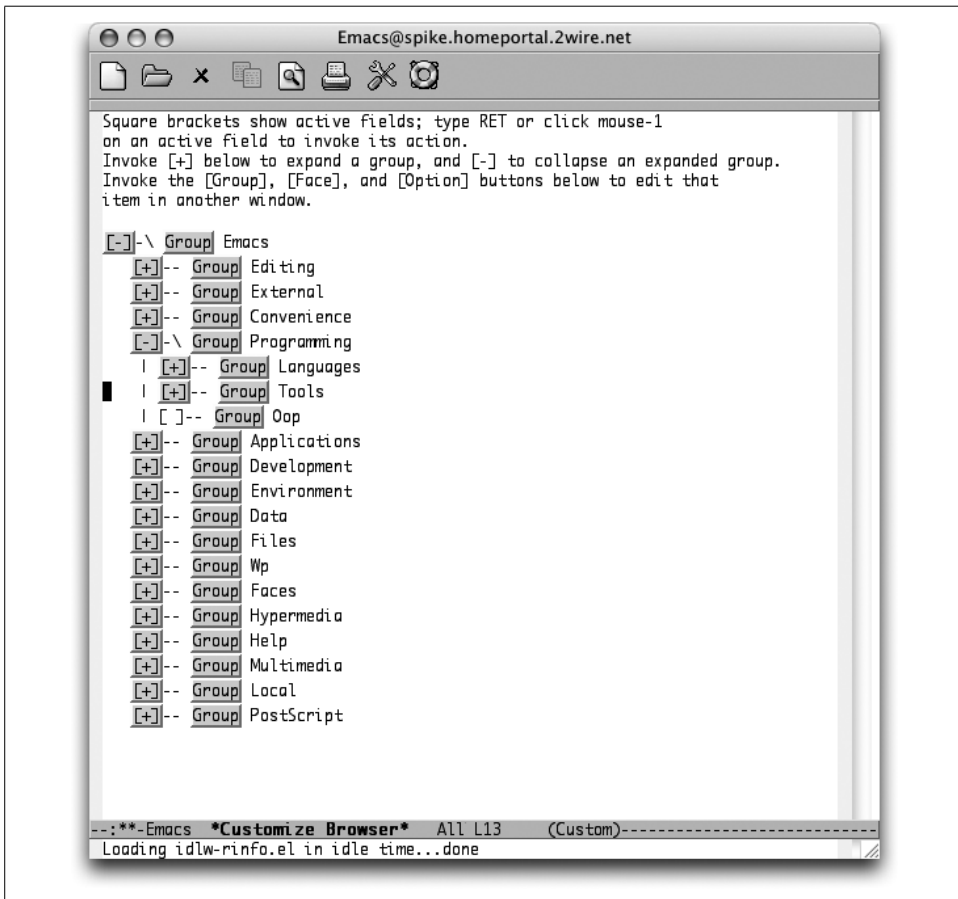 Emacs@spike.homeportal.2wire.net
Square brackets show active fields; type RET or click mouse-1
on an active field to invoke its action.
Invoke [+] below to expand a group, and [-] to collapse an expanded group.
Invoke the [Group], [Face], and [Option] buttons below to edit that
item in another window.
[-]-\ Group Emacs
[+]-- Group Editing
[+]-- Group External
[+]-- Group Convenience
[-]-\ Group Programming
| [+]-- Group Languages
| [+]-- Group Tools
| [ ]-- Group Oop
[+]-- Group Applications
[+]-- Group Development
[+]-- Group Environment
[+]-- Group Data
[+]-- Group Files
[+]-- Group Wp
[+]-- Group Faces
[+]-- Group Hypermedia
[+]-- Group Help
[+]-- Group Multimedia
[+]-- Group Local
[+]-- Group PostScript
--:**-Emacs *Customize Browser* All L13 (Custom)----------------------------
Loading idlw-rinfo.el in idle time...done